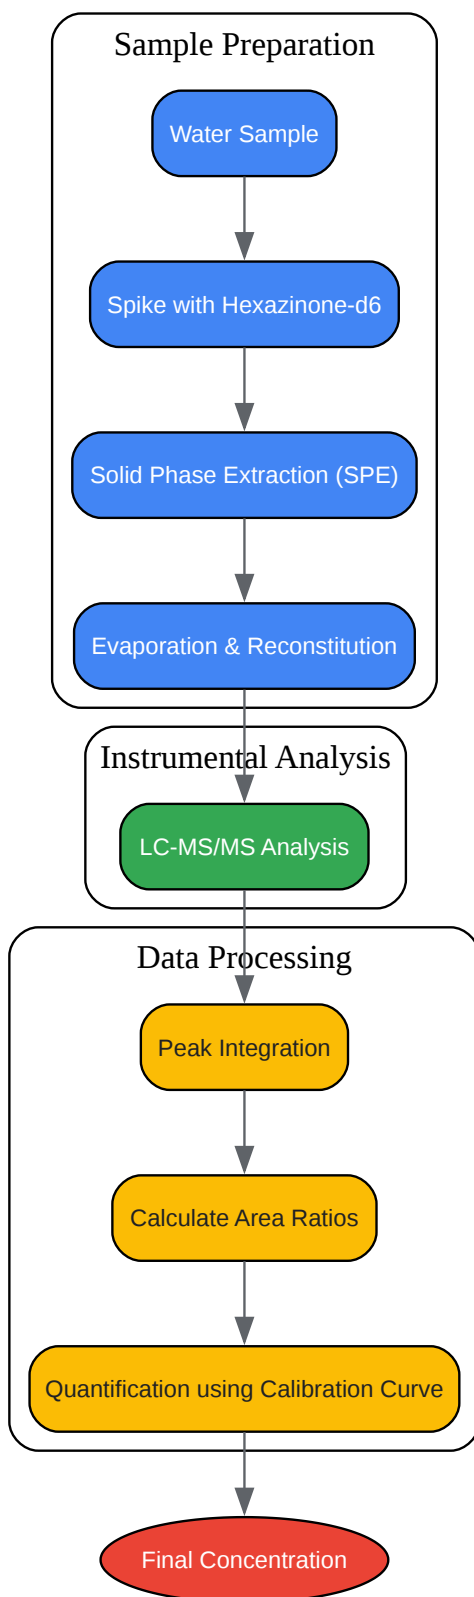 Sample Preparation
Water Sample
Spike with Hexazinone-d6
Solid Phase Extraction (SPE)
Evaporation & Reconstitution
Instrumental Analysis
LC-MS/MS Analysis
Data Processing
Peak Integration
Calculate Area Ratios
Quantification using Calibration Curve
Final Concentration